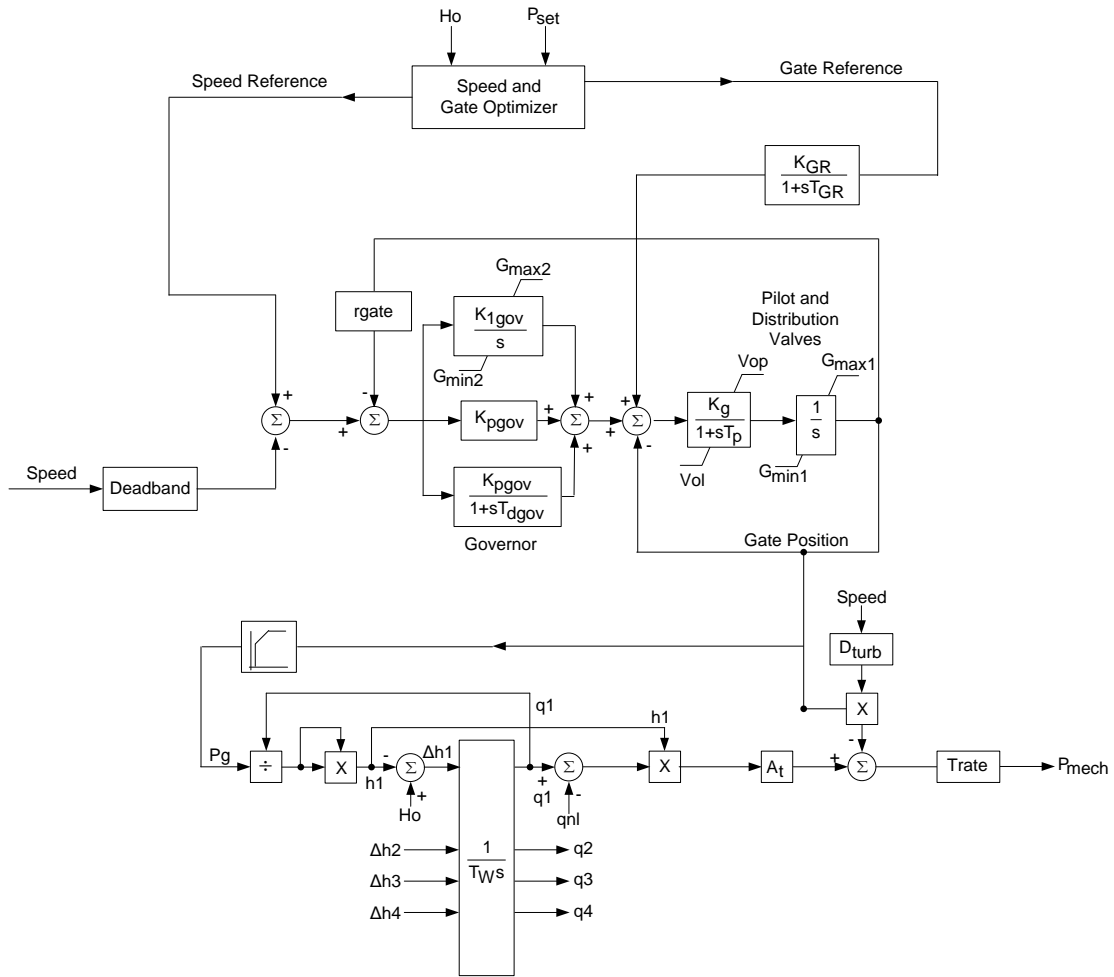 Ho
Pset
Speed Reference
Gate Reference
Speed and
Gate Optimizer
KGR
1+sTGR
Gmax2
rgate
K1gov
s
Gmin2
Pilot and
Distribution
Valves
Vop
Gmax1
+
-
Σ
-
+
Σ
Kpgov
+
+
+
Σ
+
+
-
Σ
Kg
1+sTp
Vol
1
s
Gmin1
Speed
Deadband
Kpgov
1+sTdgov
Governor
Gate Position
Speed
Dturb
X
q1
h1
Pg
÷
X
-
h1
Σ
+
Ho
Δh1
+
q1
Σ
-
qnl
X
At
+
-
Σ
Trate
Pmech
1
TWs
Δh2
q2
Δh3
q3
Δh4
q4